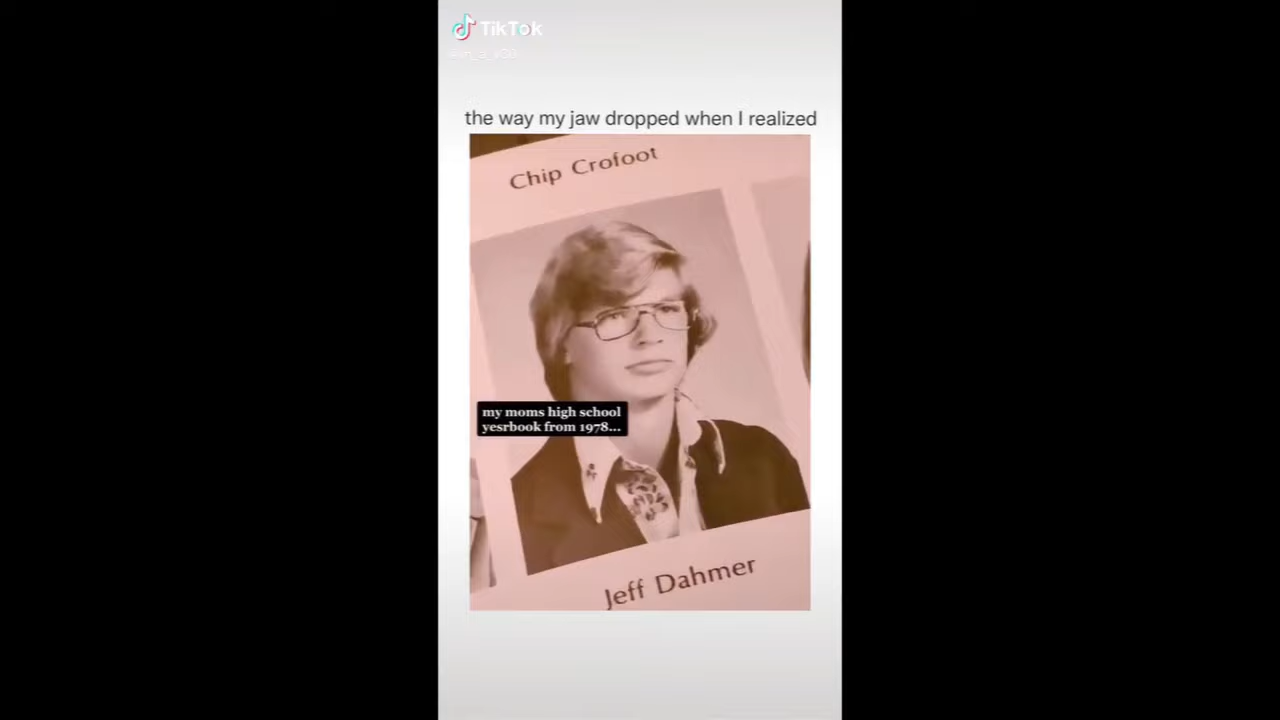 TikTok
the way my jaw dropped when I realized
Chip Crofoot
my moms high school
yesrbook from 1978...
Jeff Dahmer